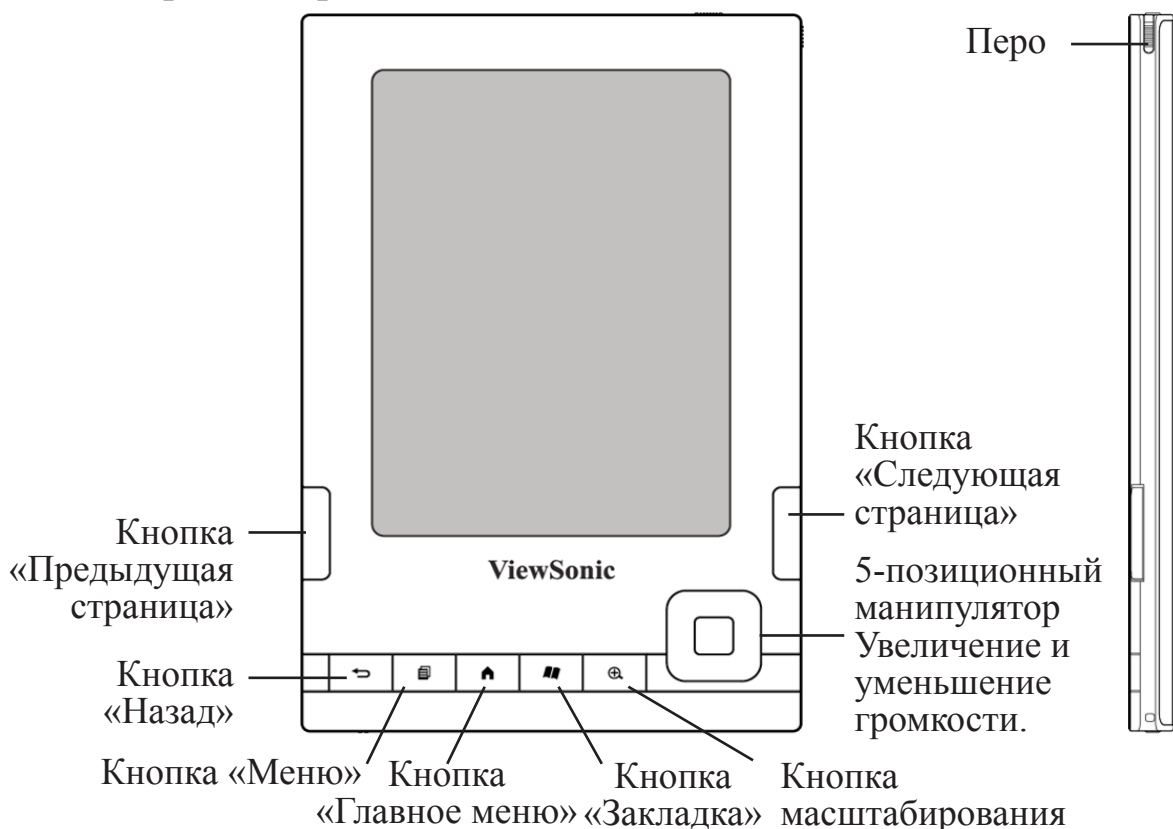 Перо
Кнопка
«Следующая
страница»
Кнопка
«Предыдущая
страница»
ViewSonic
5-позиционный
манипулятор
Увеличение и
уменьшение
громкости.
Кнопка
«Назад»
Кнопка «Меню»
Кнопка
«Главное меню»
Кнопка
«Закладка»
Кнопка
масштабирования